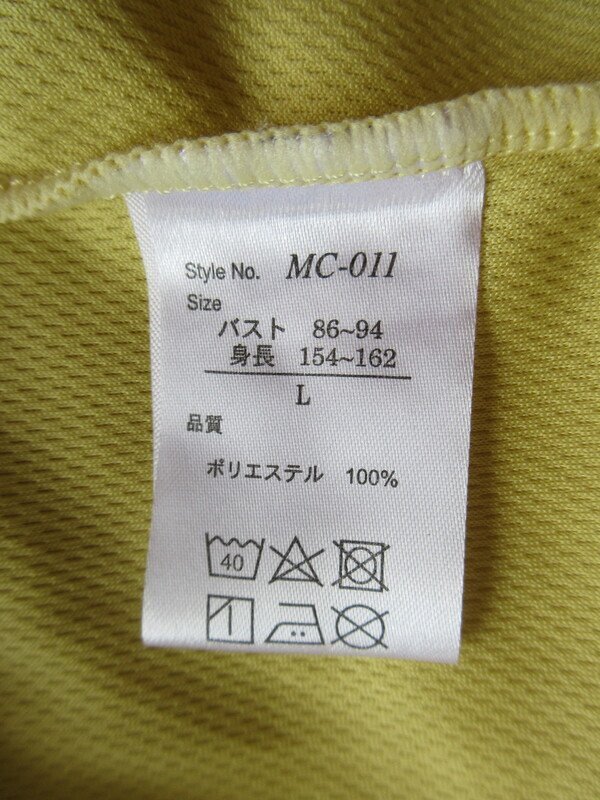 Style No. MC-011
Size
バスト 86~94
身長 154~162
L
品質
ポリエステル 100%
40